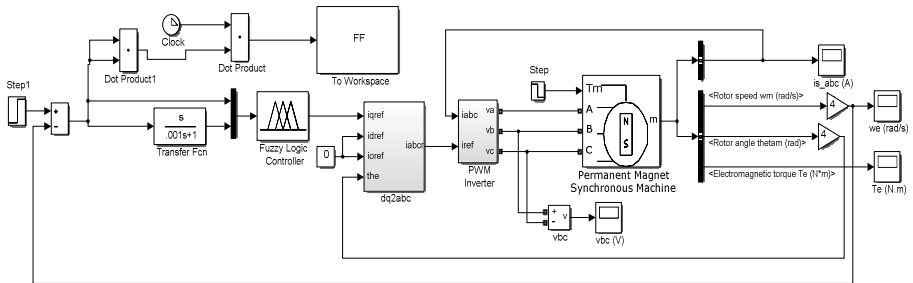 Clock
Dot Product1
Dot Product
FF
To Workspace
Step1
s
.001s+1
Transfer Fcn
Fuzzy Logic
Controller
0
iqref
idref
ioref
the
iabcr
dq2abc
iabc
iref
va
vb
vc
PWM
Inverter
Step
Tm
A
B
C
m
N
S
Permanent Magnet
Synchronous Machine
+
-
v
vbc
vbc (V)
is_abc (A)
<Rotor speed wm (rad/s)>
4
we (rad/s)
<Rotor angle thetam (rad)>
4
<Electromagnetic torque Te (N*m)>
Te (N.m)
+
-